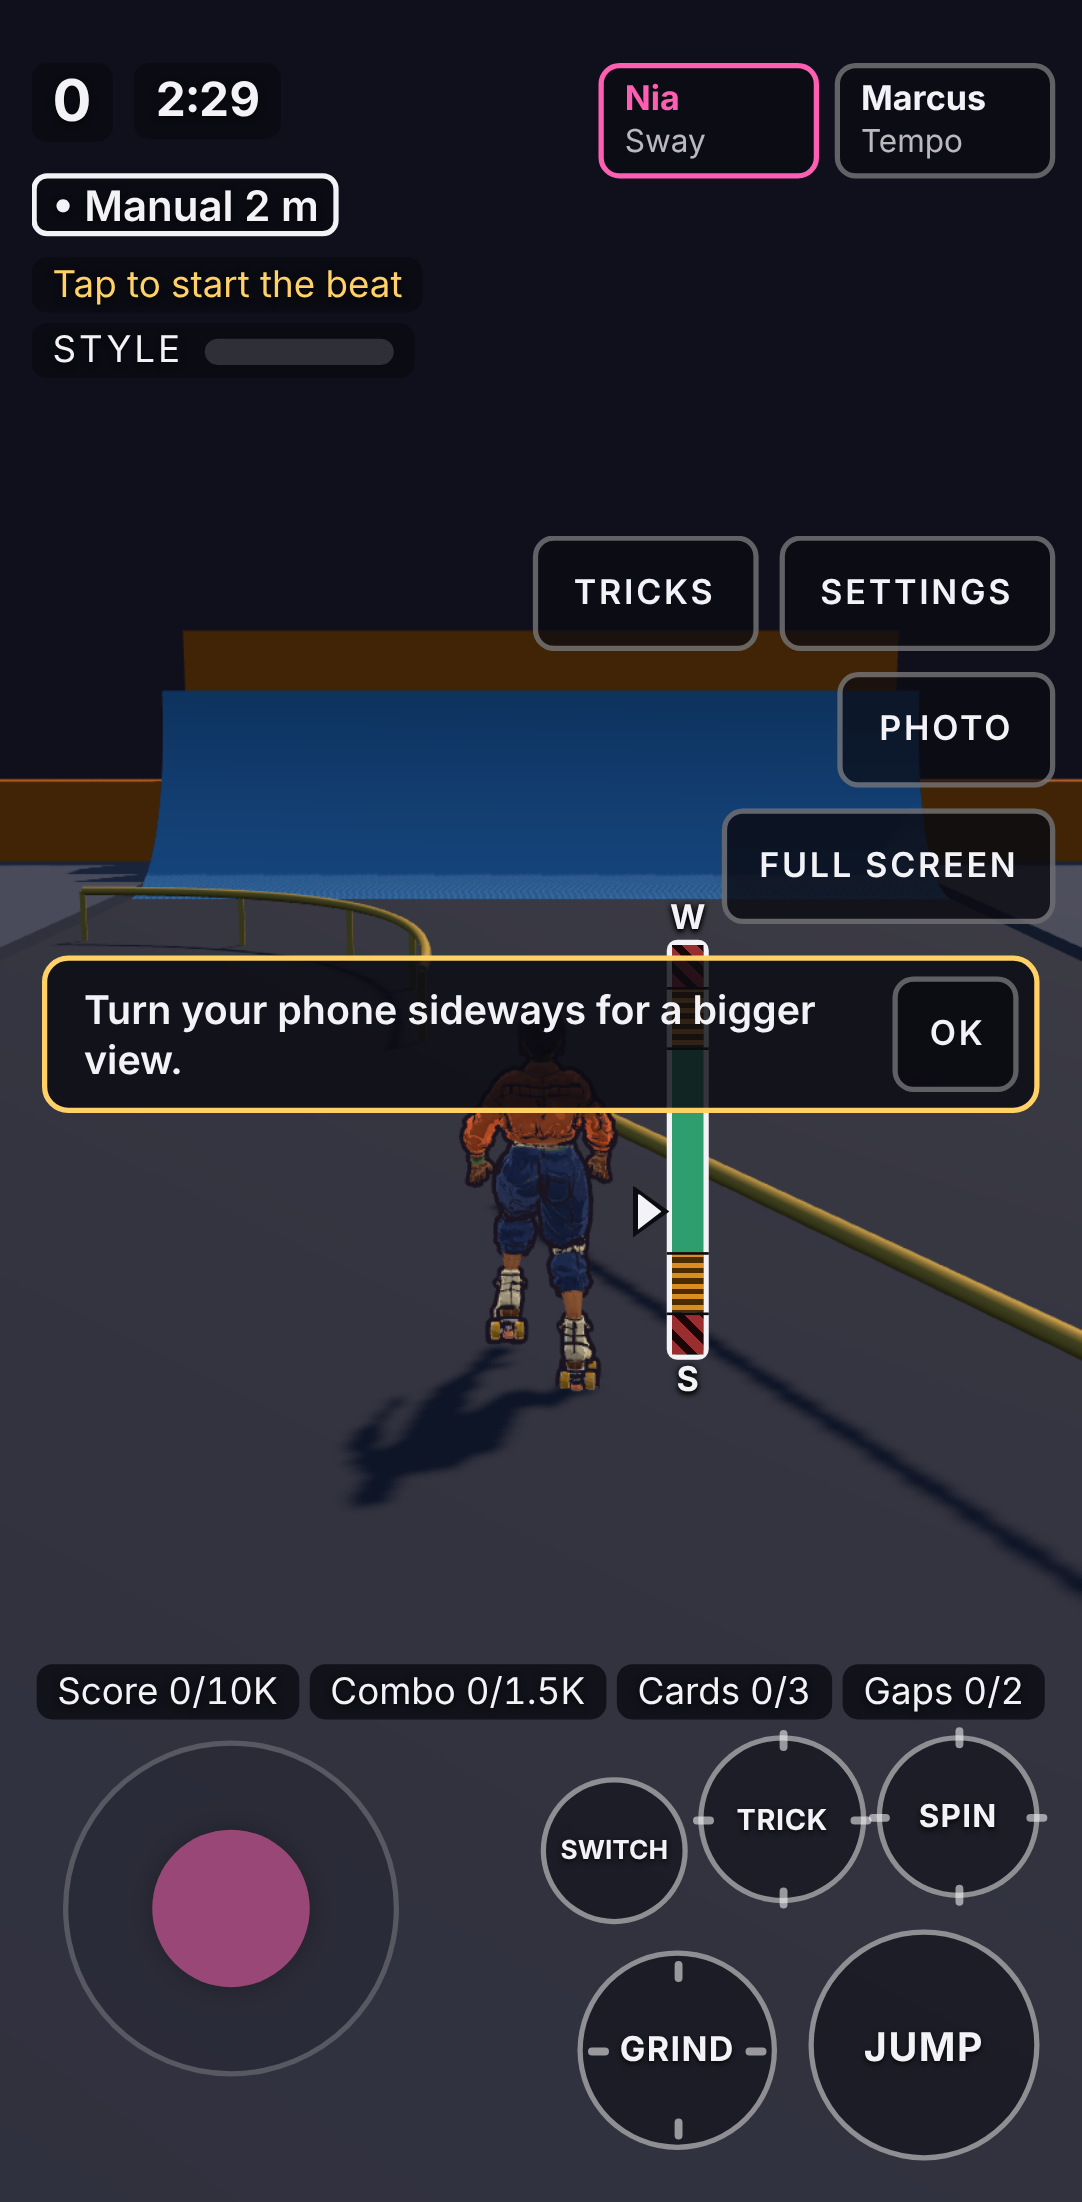 0 2:29
Nia
Sway
Marcus
Tempo
• Manual 2 m
Tap to start the beat
STYLE
TRICKS SETTINGS
PHOTO
FULL SCREEN
W
Turn your phone sideways for a bigger
view.
OK
S
Score 0/10K Combo 0/1.5K Cards 0/3 Gaps 0/2
SWITCH TRICK SPIN
GRIND JUMP